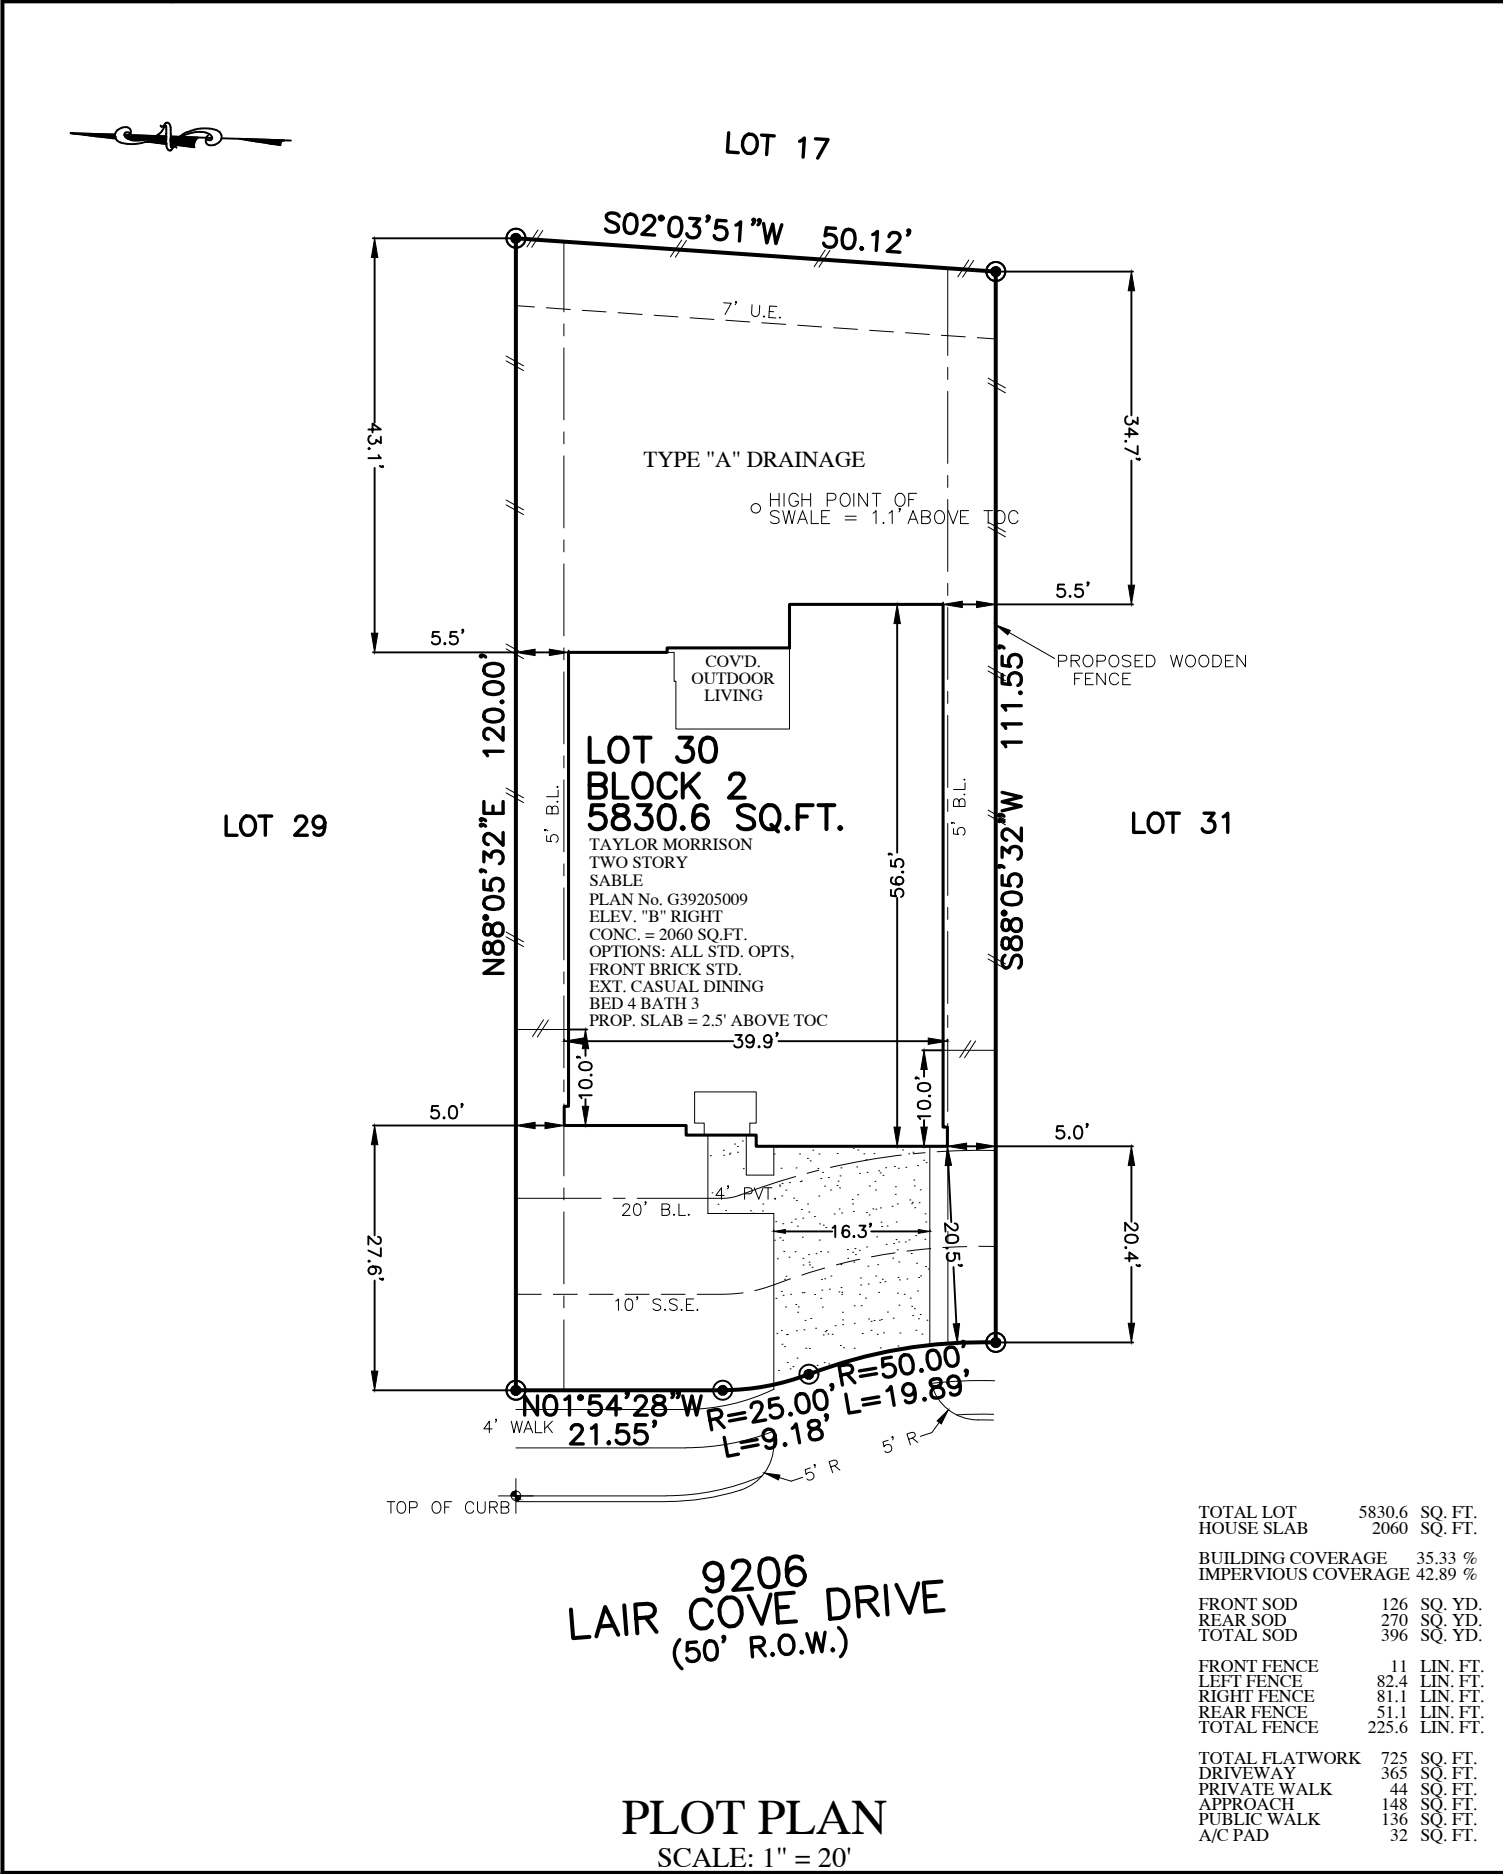 LOT 17
S02°03'51"W 50.12'
7' U.E.
43.1'
34.7'
TYPE "A" DRAINAGE
HIGH POINT OF
SWALE = 1.1' ABOVE TOC
5.5'
5.5'
PROPOSED WOODEN
FENCE
COV'D.
OUTDOOR
LIVING
N88°05'32"E 120.00'
S88°05'32"W 111.55'
LOT 30
BLOCK 2
5830.6 SQ.FT.
5' B.L.
5' B.L.
LOT 29
LOT 31
TAYLOR MORRISON
TWO STORY
SABLE
PLAN No. G39205009
ELEV. "B" RIGHT
CONC. = 2060 SQ.FT.
OPTIONS: ALL STD. OPTS,
FRONT BRICK STD.
EXT. CASUAL DINING
BED 4 BATH 3
PROP. SLAB = 2.5' ABOVE TOC
56.5'
39.9'
10.0'
10.0'
5.0'
5.0'
4' PVT.
20' B.L.
16.3'
20.5'
27.6'
20.4'
10' S.S.E.
R=50.00'
L=19.89'
R=25.00'
L=9.18'
N01°54'28"W
21.55'
4' WALK
5' R
5' R
TOP OF CURB
9206
LAIR COVE DRIVE
(50' R.O.W.)
TOTAL LOT 5830.6 SQ. FT.
HOUSE SLAB 2060 SQ. FT.
BUILDING COVERAGE 35.33 %
IMPERVIOUS COVERAGE 42.89 %
FRONT SOD 126 SQ. YD.
REAR SOD 270 SQ. YD.
TOTAL SOD 396 SQ. YD.
FRONT FENCE 11 LIN. FT.
LEFT FENCE 82.4 LIN. FT.
RIGHT FENCE 81.1 LIN. FT.
REAR FENCE 51.1 LIN. FT.
TOTAL FENCE 225.6 LIN. FT.
TOTAL FLATWORK 725 SQ. FT.
DRIVEWAY 365 SQ. FT.
PRIVATE WALK 44 SQ. FT.
APPROACH 148 SQ. FT.
PUBLIC WALK 136 SQ. FT.
A/C PAD 32 SQ. FT.
PLOT PLAN
SCALE: 1" = 20'